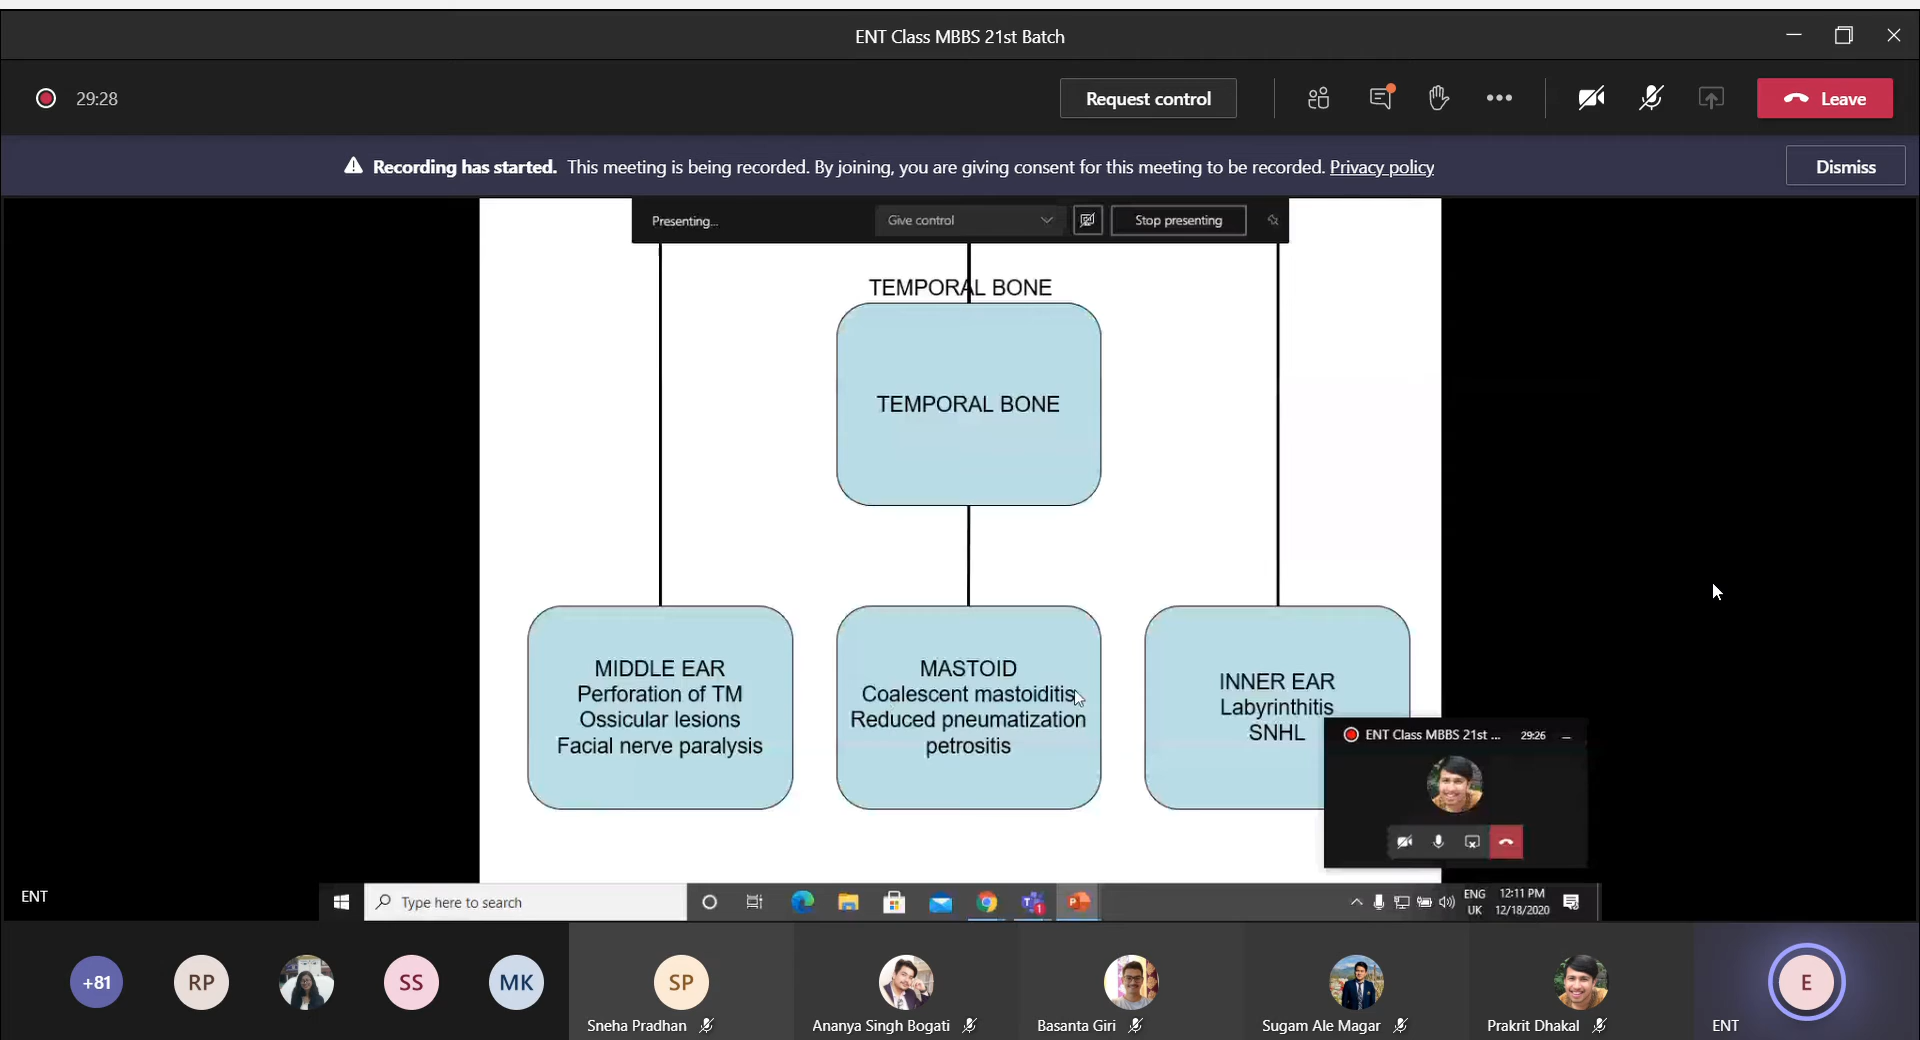 ENT Class MBBS 21st Batch
29:28
Request control
Leave
Recording has started. This meeting is being recorded. By joining, you are giving consent for this meeting to be recorded. Privacy policy
Dismiss
Presenting...
Give control
Stop presenting
TEMPORAL BONE
TEMPORAL BONE
MIDDLE EAR
Perforation of TM
Ossicular lesions
Facial nerve paralysis
MASTOID
Coalescent mastoiditis
Reduced pneumatization
petrositis
INNER EAR
Labyrinthitis
SNHL
ENT Class MBBS 21st ...
29:26
ENT
Type here to search
ENG
UK
12:11 PM
12/18/2020
+81
RP
SS
MK
SP
E
Sneha Pradhan
Ananya Singh Bogati
Basanta Giri
Sugam Ale Magar
Prakrit Dhakal
ENT